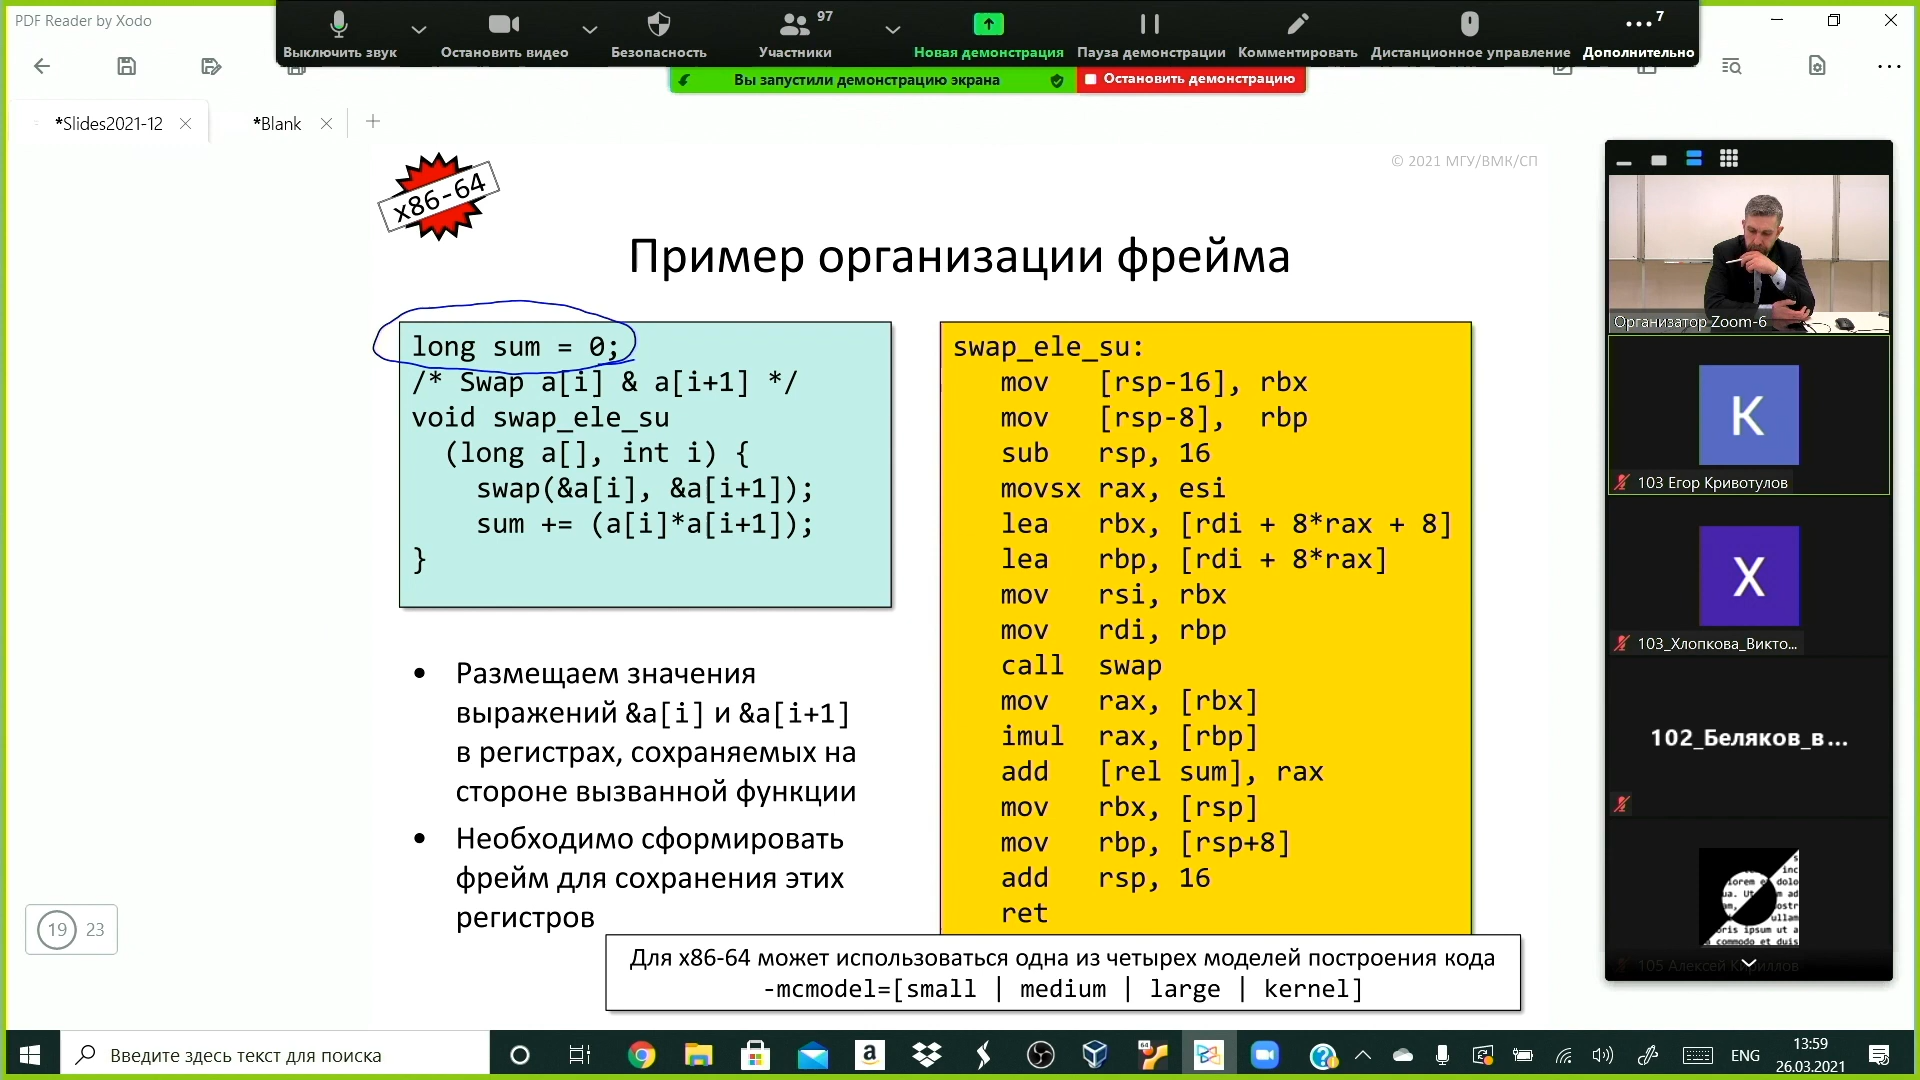 PDF Reader by Xodo
Выключить звук
Остановить видео
Безопасность
Участники
97
Новая демонстрация
Пауза демонстрации
Комментировать
Дистанционное управление
Дополнительно
7
Вы запустили демонстрацию экрана
Остановить демонстрацию
*Slides2021-12
*Blank
© 2021 МГУ/ВМК/СП
x86-64
Пример организации фрейма
long sum = 0;
/* Swap a[i] & a[i+1] */
void swap_ele_su
(long a[], int i) {
swap(&a[i], &a[i+1]);
sum += (a[i]*a[i+1]);
}
Размещаем значения
выражений &a[i] и &a[i+1]
в регистрах, сохраняемых на
стороне вызванной функции
Необходимо сформировать
фрейм для сохранения этих
регистров
swap_ele_su:
mov [rsp-16], rbx
mov [rsp-8], rbp
sub rsp, 16
movsx rax, esi
lea rbx, [rdi + 8*rax + 8]
lea rbp, [rdi + 8*rax]
mov rsi, rbx
mov rdi, rbp
call swap
mov rax, [rbx]
imul rax, [rbp]
add [rel sum], rax
mov rbx, [rsp]
mov rbp, [rsp+8]
add rsp, 16
ret
Для x86-64 может использоваться одна из четырех моделей построения кода
-mcmodel=[small | medium | large | kernel]
19 23
Организатор Zoom-6
K
103 Егор Кривотулов
X
103_Хлопкова_Викто...
102_Беляков_в...
105 Алексей Кириллов
Введите здесь текст для поиска
ENG
13:59
26.03.2021